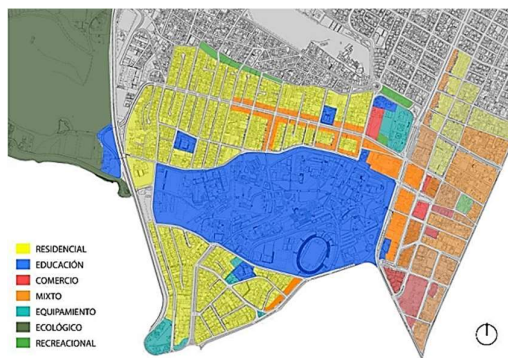 RESIDENCIAL
EDUCACIÓN
COMERCIO
MIXTO
EQUIPAMIENTO
ECOLÓGICO
RECREACIONAL